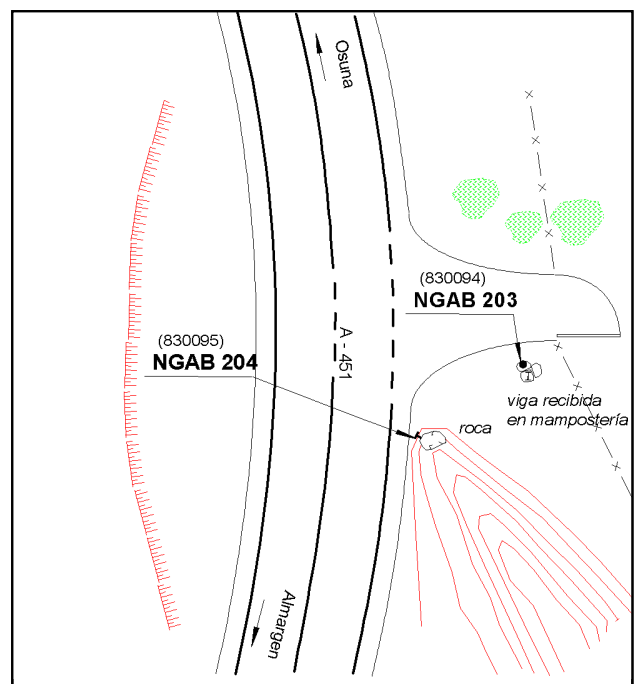 Osuna
(830094)
NGAB 203
(830095)
NGAB 204
A - 451
viga recibida
en mampostería
roca
Almargen